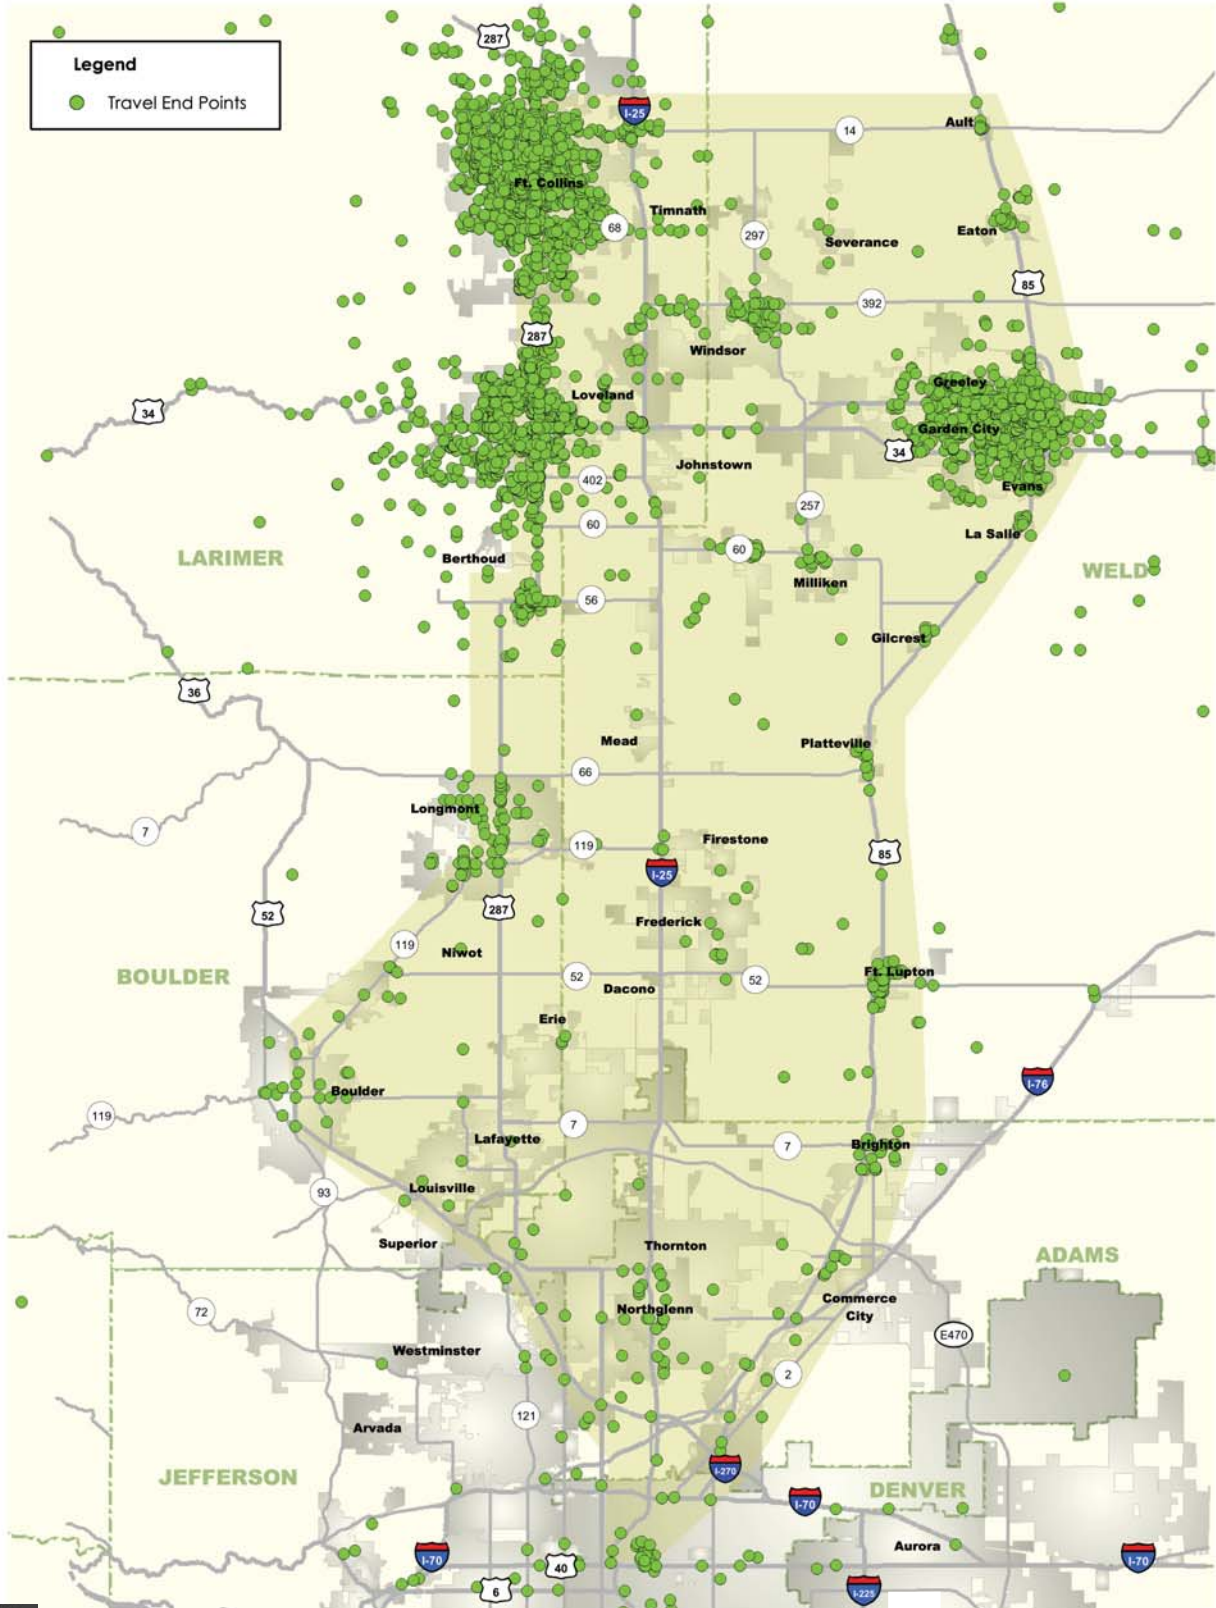 287
Legend
Travel End Points
I-25
14
Ault
Ft. Collins
Timnath
68
297
Severance
Eaton
85
392
287
Windsor
34
Loveland
Greeley
Garden City
34
Johnstown
402
Evans
257
60
La Salle
60
Berthoud
LARIMER
WELD
Milliken
56
Gilcrest
36
Mead
Platteville
66
Longmont
7
119
Firestone
85
I-25
52
287
Frederick
119
Niwot
BOULDER
52
Ft. Lupton
52
Dacono
Erie
I-76
Boulder
119
7
Lafayette
7
Brighton
93
Louisville
Superior
Thornton
ADAMS
72
Northglenn
Commerce
City
E470
Westminster
2
121
Arvada
I-270
JEFFERSON
DENVER
I-70
Aurora
I-70
40
I-70
6
I-225